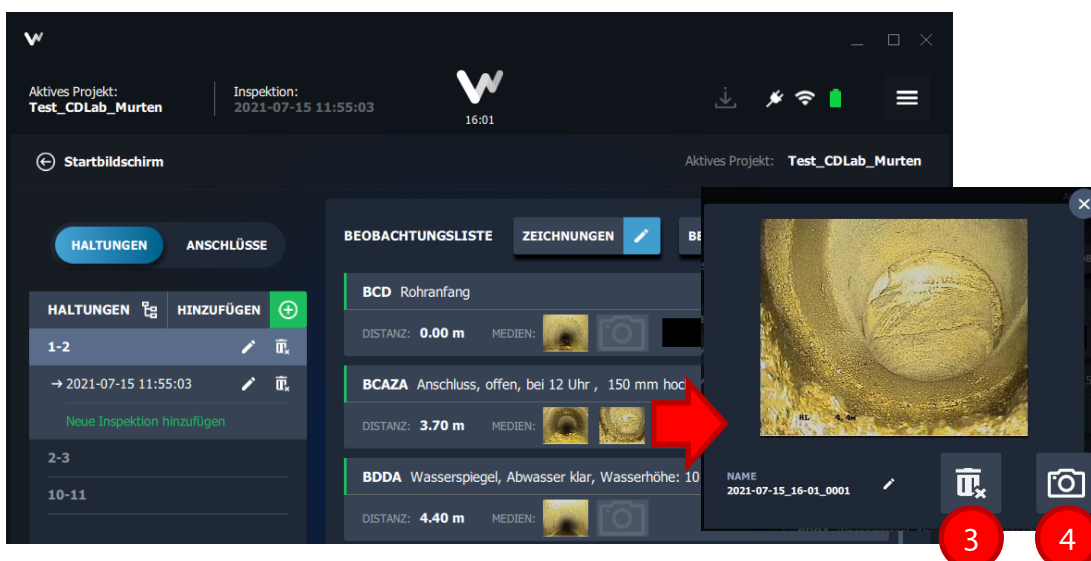 Aktives Projekt:
Test_CDLab_Murten
Inspektion:
2021-07-15 11:55:03
16:01
Startbildschirm
Aktives Projekt: Test_CDLab_Murten
HALTUNGEN ANSCHLÜSSE
HALTUNGEN HINZUFÜGEN
1-2
→ 2021-07-15 11:55:03
Neue Inspektion hinzufügen
2-3
10-11
BEOBACHTUNGSLISTE ZEICHNUNGEN BE
BCD Rohranfang
DISTANZ: 0.00 m MEDIEN:
BCAZA Anschluss, offen, bei 12 Uhr , 150 mm hoc
DISTANZ: 3.70 m MEDIEN:
BDDA Wasserspiegel, Abwasser klar, Wasserhöhe: 10
DISTANZ: 4.40 m MEDIEN:
NAME
2021-07-15_16-01_0001
3
4